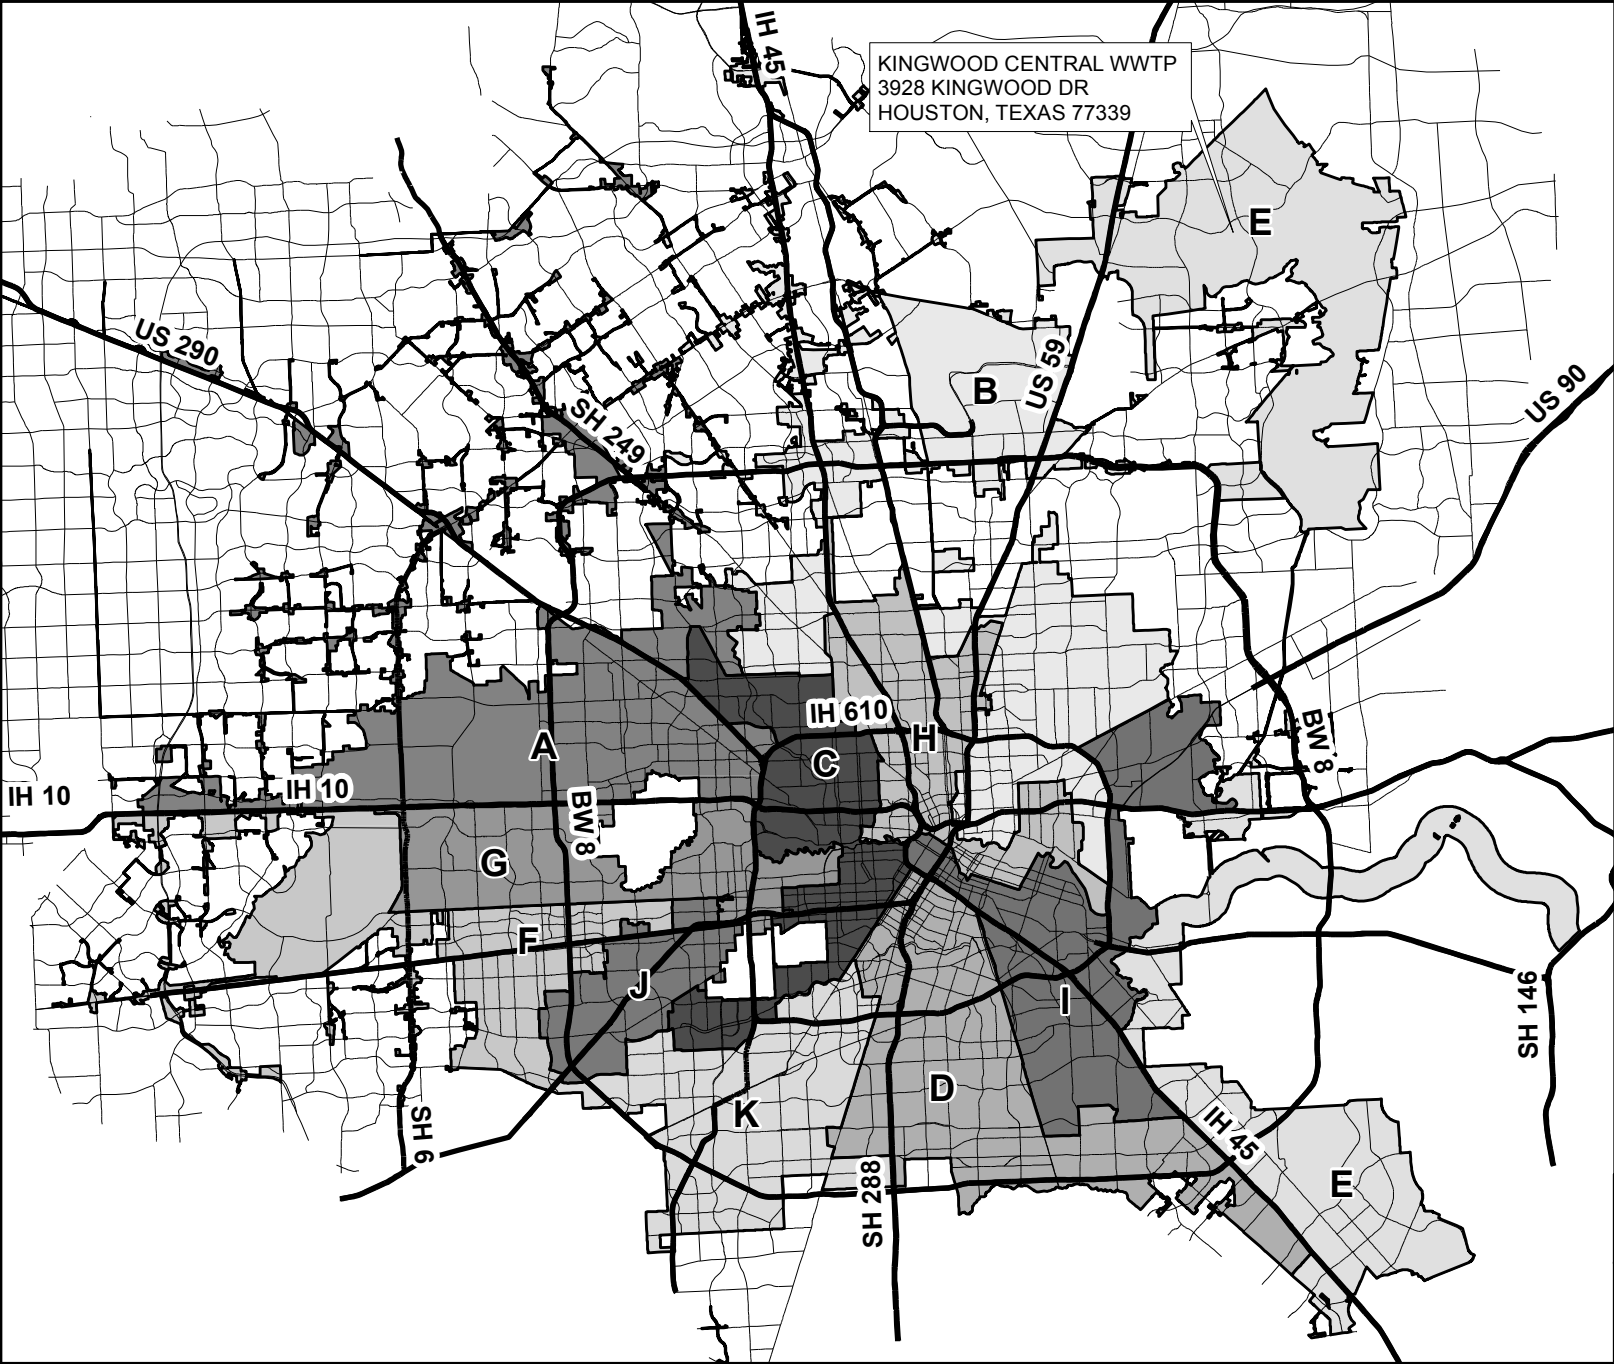 IH 45
KINGWOOD CENTRAL WWTP
3928 KINGWOOD DR
HOUSTON, TEXAS 77339
E
US 290
US 59
B
US 90
SH 249
IH 610
H
BW 8
A
C
IH 10
IH 10
BW 8
G
F
J
I
SH 146
D
K
SH 6
IH 45
E
SH 288